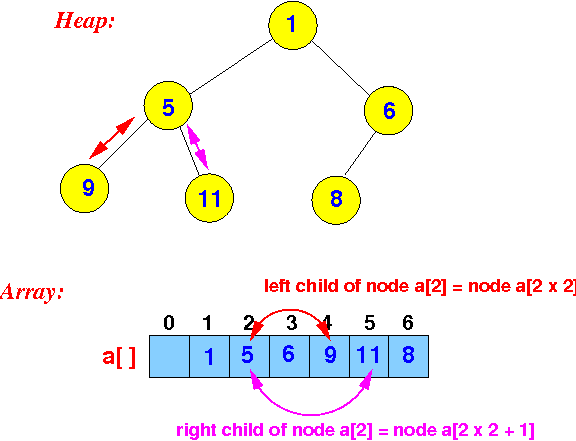 Heap:
1
5
6
9
11
8
Array:
left child of node a[2] = node a[2 x 2]
0 1 2 3 4 5 6
a[ ] 1 5 6 9 11 8
right child of node a[2] = node a[2 x 2 + 1]